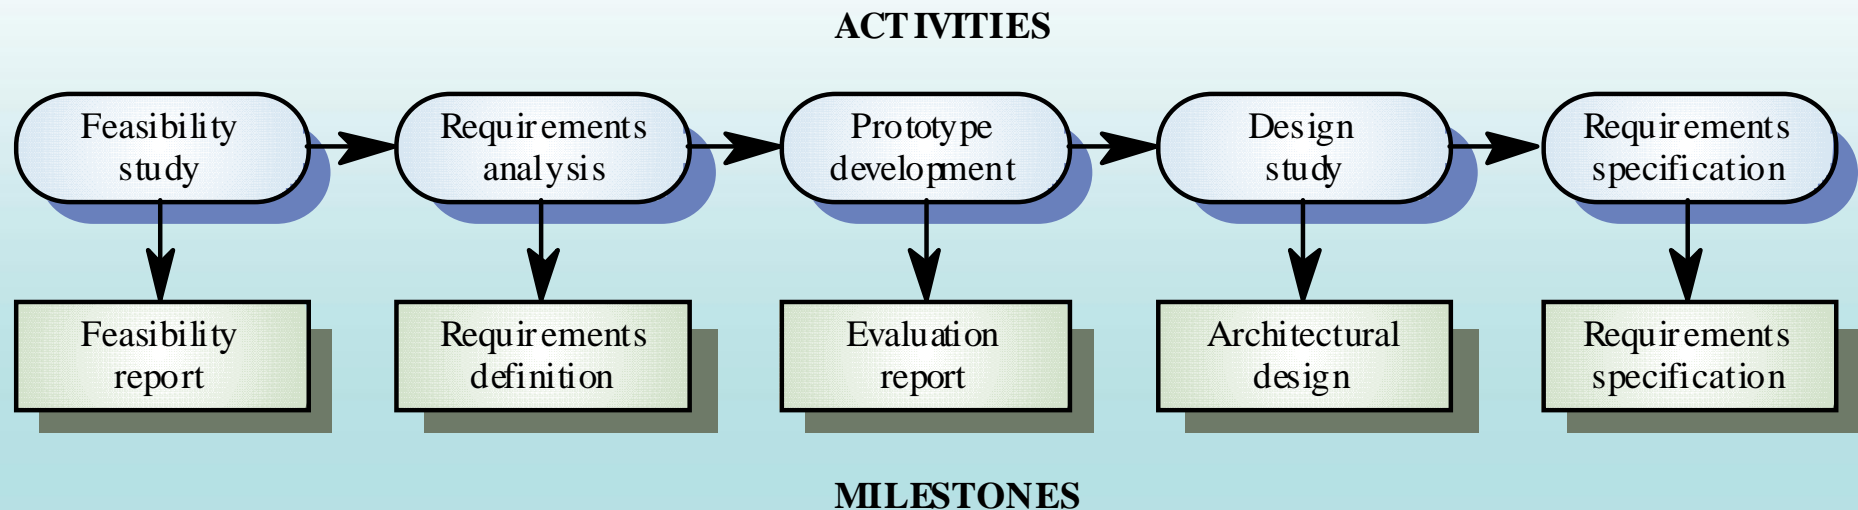 ACTIVITIES
Feasibility
study
Requirements
analysis
Prototype
development
Design
study
Requirements
specification
Feasibility
report
Requirements
definition
Evaluation
report
Architectural
design
Requirements
specification
MILESTONES